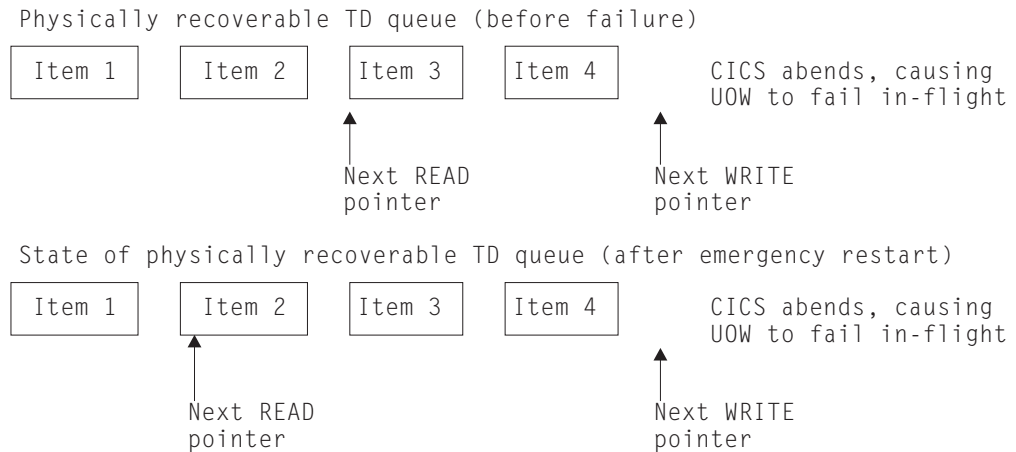 Physically recoverable TD queue (before failure)
Item 1 Item 2 Item 3 Item 4 CICS abends, causing
UOW to fail in-flight
Next READ Next WRITE
pointer pointer
State of physically recoverable TD queue (after emergency restart)
Item 1 Item 2 Item 3 Item 4 CICS abends, causing
UOW to fail in-flight
Next READ Next WRITE
pointer pointer